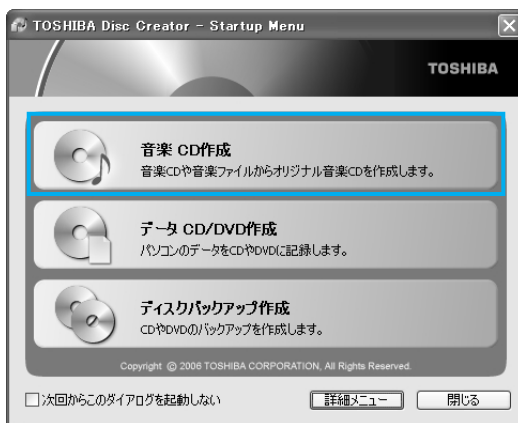 TOSHIBA Disc Creator - Startup Menu
TOSHIBA
音楽 CD作成
音楽CDや音楽ファイルからオリジナル音楽CDを作成します。
データ CD/DVD作成
パソコンのデータをCDやDVDに記録します。
ディスクバックアップ作成
CDやDVDのバックアップを作成します。
Copyright @ 2006 TOSHIBA CORPORATION, All Rights Reserved.
次回からこのダイアログを起動しない
詳細メニュー
閉じる